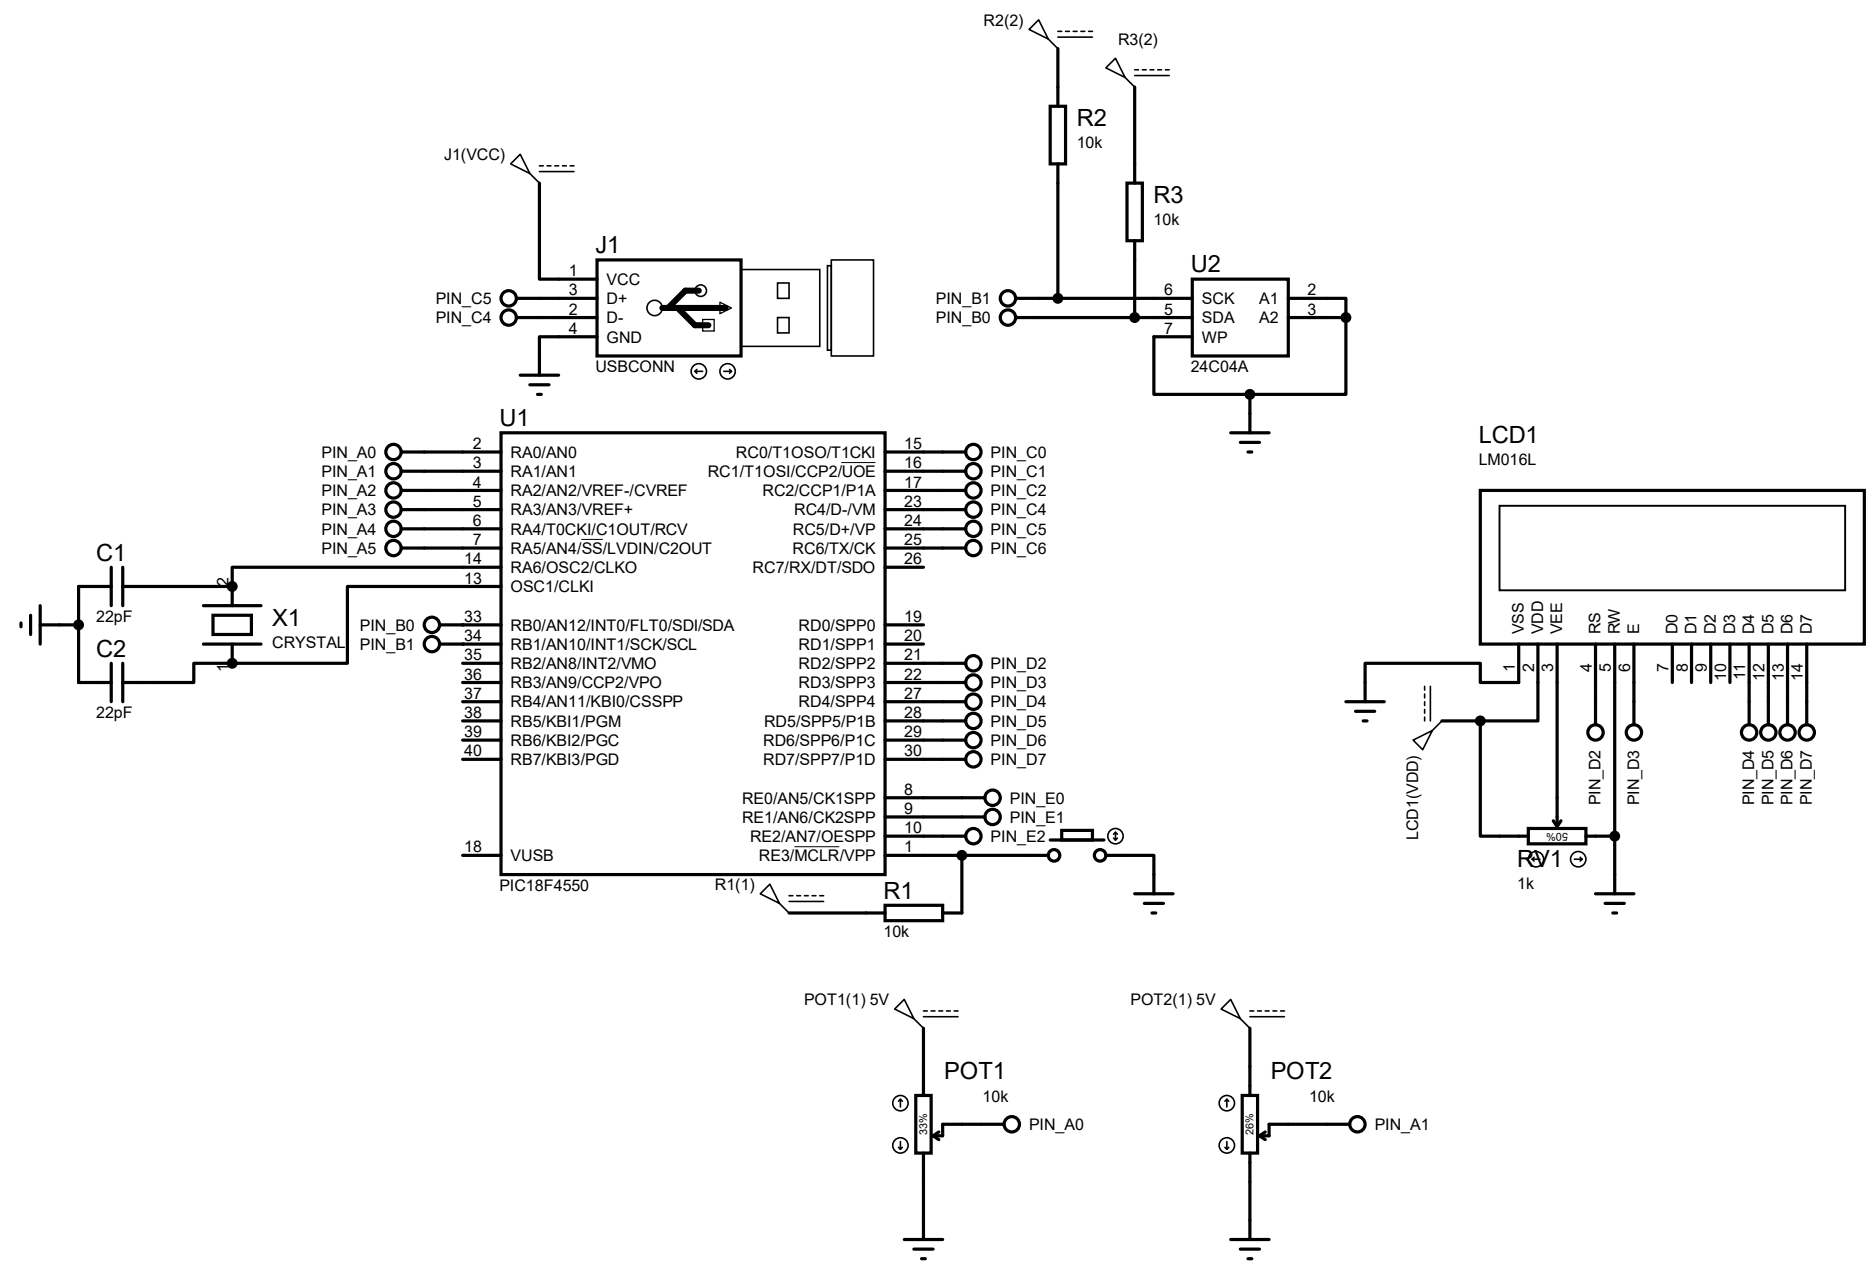 R2(2)
R3(2)
R2
10k
R3
10k
J1(VCC)
J1
1
VCC
PIN_C5
3
D+
PIN_C4
2
D-
4
GND
USBCONN
U2
PIN_B1
6
SCK
A1
2
PIN_B0
5
SDA
A2
3
7
WP
24C04A
U1
PIN_A0
2
RA0/AN0
RC0/T1OSO/T1CKI
15
PIN_C0
PIN_A1
3
RA1/AN1
RC1/T1OSI/CCP2/UOE
16
PIN_C1
PIN_A2
4
RA2/AN2/VREF-/CVREF
RC2/CCP1/P1A
17
PIN_C2
PIN_A3
5
RA3/AN3/VREF+
RC4/D-/VM
23
PIN_C4
PIN_A4
6
RA4/T0CKI/C1OUT/RCV
RC5/D+/VP
24
PIN_C5
PIN_A5
7
RA5/AN4/SS/LVDIN/C2OUT
RC6/TX/CK
25
PIN_C6
14
RA6/OSC2/CLKO
RC7/RX/DT/SDO
26
13
OSC1/CLKI
PIN_B0
33
RB0/AN12/INT0/FLT0/SDI/SDA
RD0/SPP0
19
PIN_B1
34
RB1/AN10/INT1/SCK/SCL
RD1/SPP1
20
35
RB2/AN8/INT2/VMO
RD2/SPP2
21
PIN_D2
36
RB3/AN9/CCP2/VPO
RD3/SPP3
22
PIN_D3
37
RB4/AN11/KBI0/CSSPP
RD4/SPP4
27
PIN_D4
38
RB5/KBI1/PGM
RD5/SPP5/P1B
28
PIN_D5
39
RB6/KBI2/PGC
RD6/SPP6/P1C
29
PIN_D6
40
RB7/KBI3/PGD
RD7/SPP7/P1D
30
PIN_D7
RE0/AN5/CK1SPP
8
PIN_E0
RE1/AN6/CK2SPP
9
PIN_E1
RE2/AN7/OESPP
10
PIN_E2
18
VUSB
RE3/MCLR/VPP
1
PIC18F4550
C1
22pF
C2
22pF
2
X1
CRYSTAL
1
R1(1)
R1
10k
LCD1
LM016L
VSS
VDD
VEE
RS
RW
E
D0
D1
D2
D3
D4
D5
D6
D7
1
2
3
4
5
6
7
8
9
10
11
12
13
14
LCD1(VDD)
PIN_D2
PIN_D3
PIN_D4
PIN_D5
PIN_D6
PIN_D7
50%
RV1
1k
POT1(1) 5V
POT1
10k
33%
PIN_A0
POT2(1) 5V
POT2
10k
26%
PIN_A1